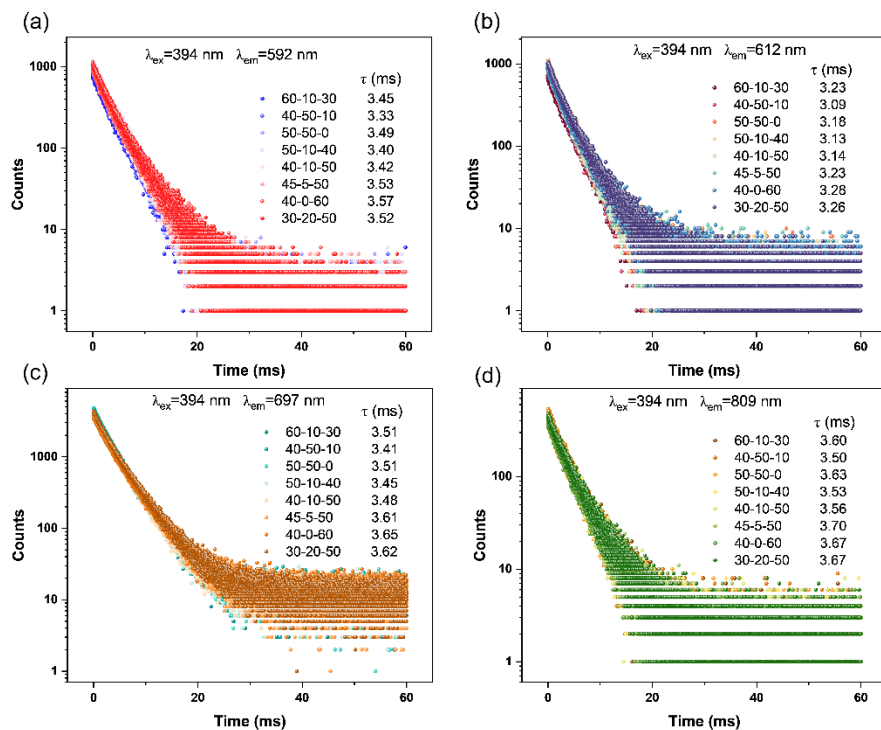 (a)
λex=394 nm λem=592 nm
τ (ms)
60-10-30 3.45
40-50-10 3.33
50-50-0 3.49
50-10-40 3.40
40-10-50 3.42
45-5-50 3.53
40-0-60 3.57
30-20-50 3.52
1000
100
10
1
Counts
0 20 40 60
Time (ms)
(b)
λex=394 nm λem=612 nm
τ (ms)
60-10-30 3.23
40-50-10 3.09
50-50-0 3.18
50-10-40 3.13
40-10-50 3.14
45-5-50 3.23
40-0-60 3.28
30-20-50 3.26
1000
100
10
1
Counts
0 20 40 60
Time (ms)
(c)
λex=394 nm λem=697 nm
τ (ms)
60-10-30 3.51
40-50-10 3.41
50-50-0 3.51
50-10-40 3.45
40-10-50 3.48
45-5-50 3.61
40-0-60 3.65
30-20-50 3.62
1000
100
10
1
Counts
0 20 40 60
Time (ms)
(d)
λex=394 nm λem=809 nm
τ (ms)
60-10-30 3.60
40-50-10 3.50
50-50-0 3.63
50-10-40 3.53
40-10-50 3.56
45-5-50 3.70
40-0-60 3.67
30-20-50 3.67
100
10
1
Counts
0 20 40 60
Time (ms)